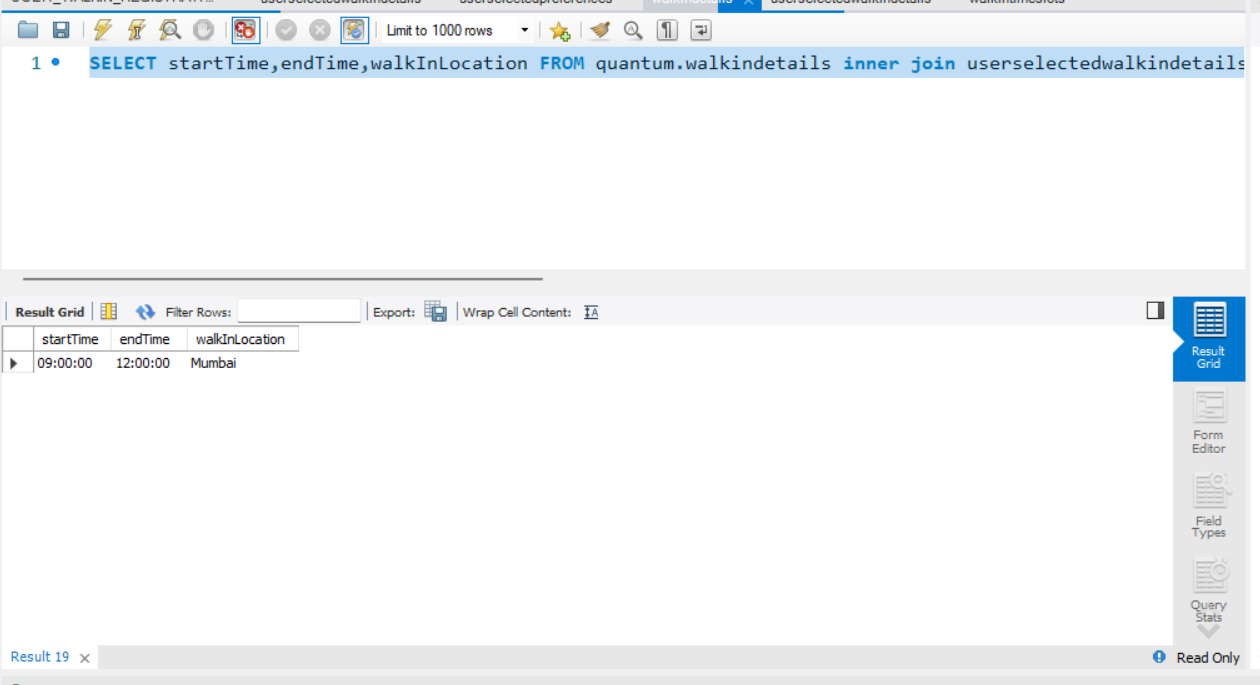 userselectedpreferences
walkindetails
userselectedwalkindetails
walkintimeslots
Limit to 1000 rows
1
SELECT startTime,endTime,walkInLocation FROM quantum.walkindetails inner join userselectedwalkindetails
Result Grid Filter Rows: Export: Wrap Cell Content: IA
startTime endTime walkInLocation
09:00:00 12:00:00 Mumbai
Result
Grid
Form
Editor
Field
Types
Query
Stats
Result 19
Read Only